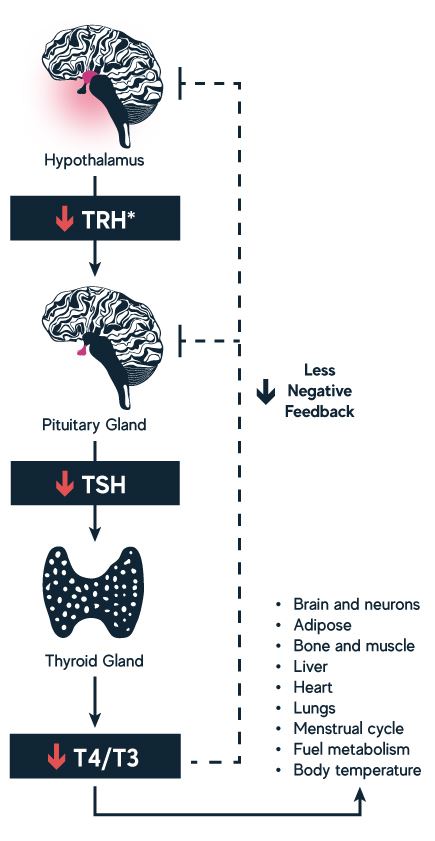 Hypothalamus
TRH*
Pituitary Gland
Less
Negative
Feedback
TSH
Thyroid Gland
T4/T3
• Brain and neurons
• Adipose
• Bone and muscle
• Liver
• Heart
• Lungs
• Menstrual cycle
• Fuel metabolism
• Body temperature